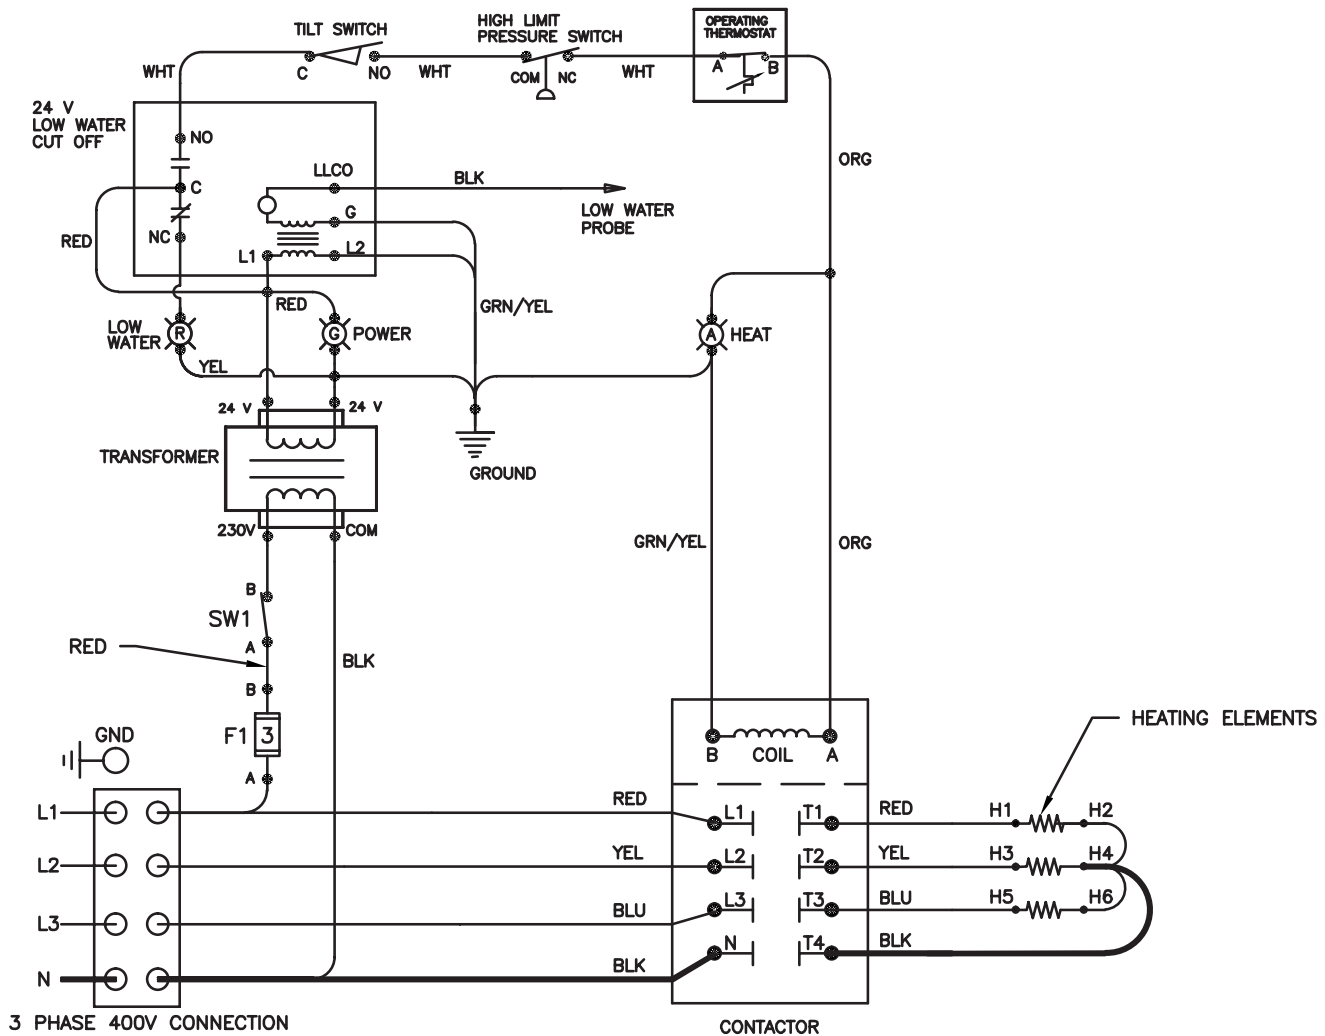 TILT SWITCH
HIGH LIMIT
PRESSURE SWITCH
OPERATING
THERMOSTAT
C
NO
WHT
WHT
COM
NC
WHT
A
B
24 V
LOW WATER
CUT OFF
NO
C
NC
LLCO
BLK
LOW WATER
PROBE
G
L1
L2
ORG
RED
RED
GRN/YEL
LOW
WATER
R
G
POWER
A
HEAT
YEL
24 V
24 V
TRANSFORMER
GROUND
230V
COM
GRN/YEL
ORG
B
SW1
A
RED
BLK
B
F1
3
A
GND
HEATING ELEMENTS
B
COIL
A
L1
RED
L1
T1
RED
H1
H2
L2
YEL
L2
T2
YEL
H3
H4
L3
BLU
L3
T3
BLU
H5
H6
N
BLK
N
T4
BLK
3 PHASE 400V CONNECTION
CONTACTOR